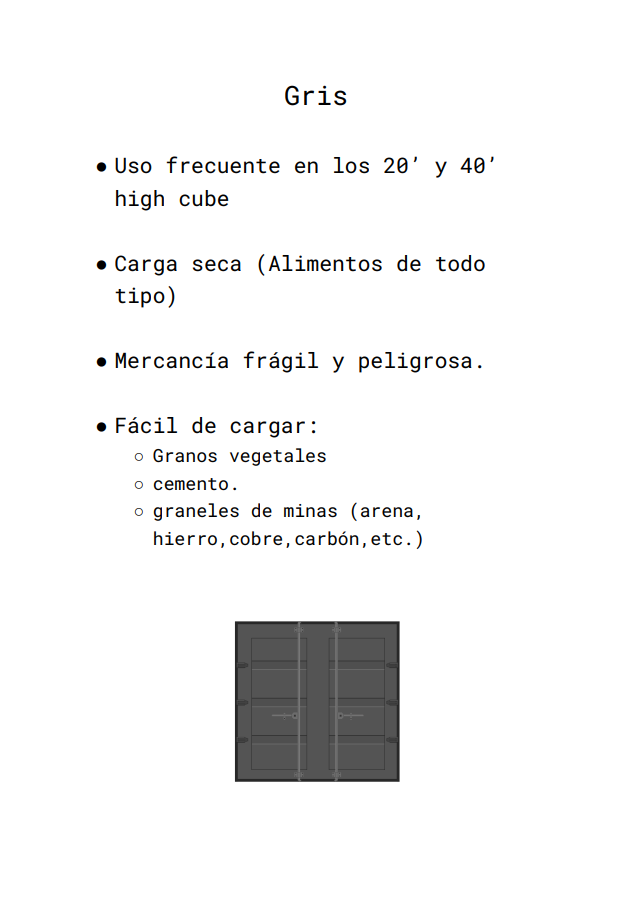 Gris
● Uso frecuente en los 20’ y 40’
high cube
● Carga seca (Alimentos de todo
tipo)
● Mercancía frágil y peligrosa.
● Fácil de cargar:
○ Granos vegetales
○ cemento.
○ graneles de minas (arena,
hierro,cobre,carbón,etc.)